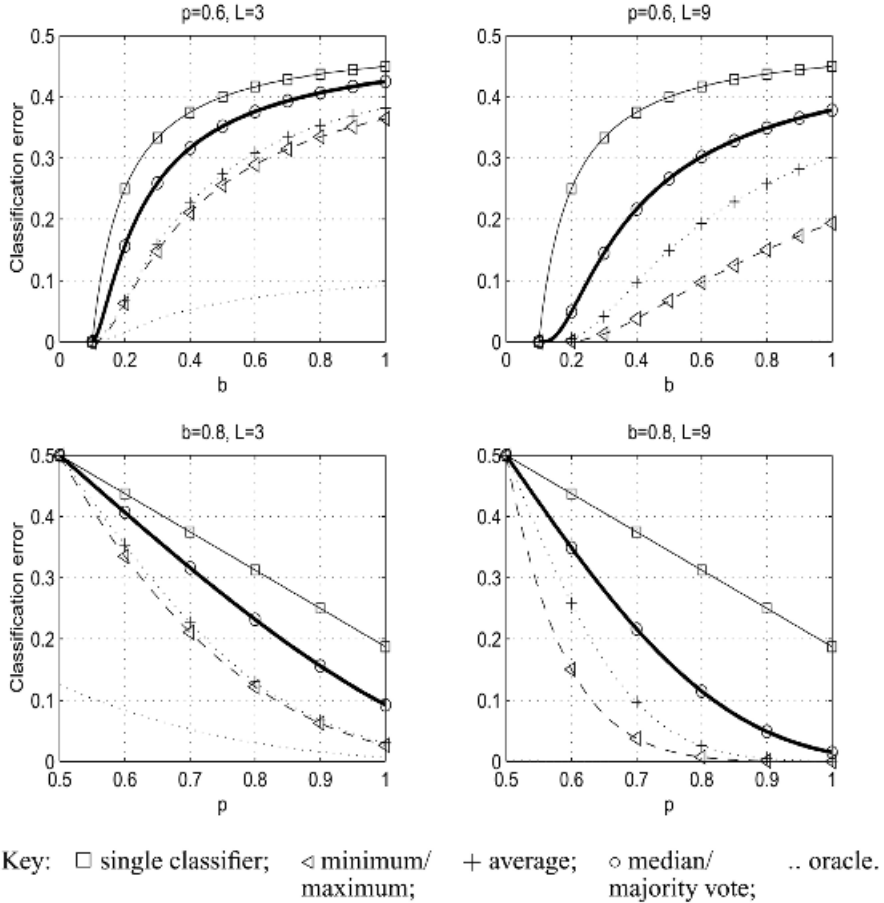 p=0.6, L=3
0.5
0.4
0.3
0.2
0.1
0
Classification error
0 0.2 0.4 0.6 0.8 1
b
p=0.6, L=9
0.5
0.4
0.3
0.2
0.1
0
0 0.2 0.4 0.6 0.8 1
b
b=0.8, L=3
0.5
0.4
0.3
0.2
0.1
0
Classification error
0.5 0.6 0.7 0.8 0.9 1
p
b=0.8, L=9
0.5
0.4
0.3
0.2
0.1
0
0.5 0.6 0.7 0.8 0.9 1
p
Key: □ single classifier; ◁ minimum/ + average; ○ median/ .. oracle.
maximum; majority vote;